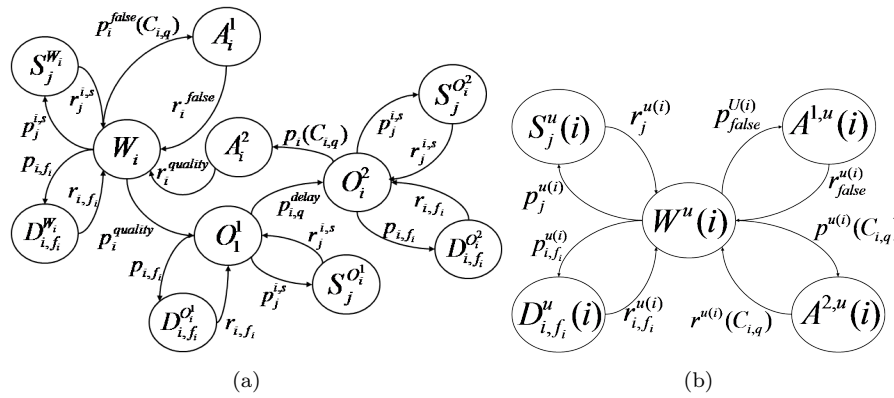 p_i^{false}(C_{i,q})
A_i^1
S_j^{W_i}
r_j^{i,s}
r_i^{false}
S_j^{O_i^2}
p_j^{i,s}
p_j^{i,s}
r_j^{i,s}
W_i
A_i^2
p_i(C_{i,q})
r_i^{quality}
O_i^2
p_{i,f_i}
r_{i,f_i}
p_{i,q}^{delay}
r_{i,f_i}
D_{i,f_i}^{W_i}
p_i^{quality}
O_1^1
r_j^{i,s}
p_{i,f_i}
D_{i,f_i}^{O_i^2}
p_{i,f_i}
p_j^{i,s}
S_j^{O_i^1}
D_{i,f_i}^{O_i^1}
r_{i,f_i}
(a)
S_j^u(i)
r_j^{u(i)}
p_{false}^{U(i)}
A^{1,u}(i)
p_j^{u(i)}
r_{false}^{u(i)}
W^u(i)
p_{i,f_i}^{u(i)}
p^{u(i)}(C_{i,q}
D_{i,f_i}^u(i)
r_{i,f_i}^{u(i)}
r^{u(i)}(C_{i,q})
A^{2,u}(i)
(b)